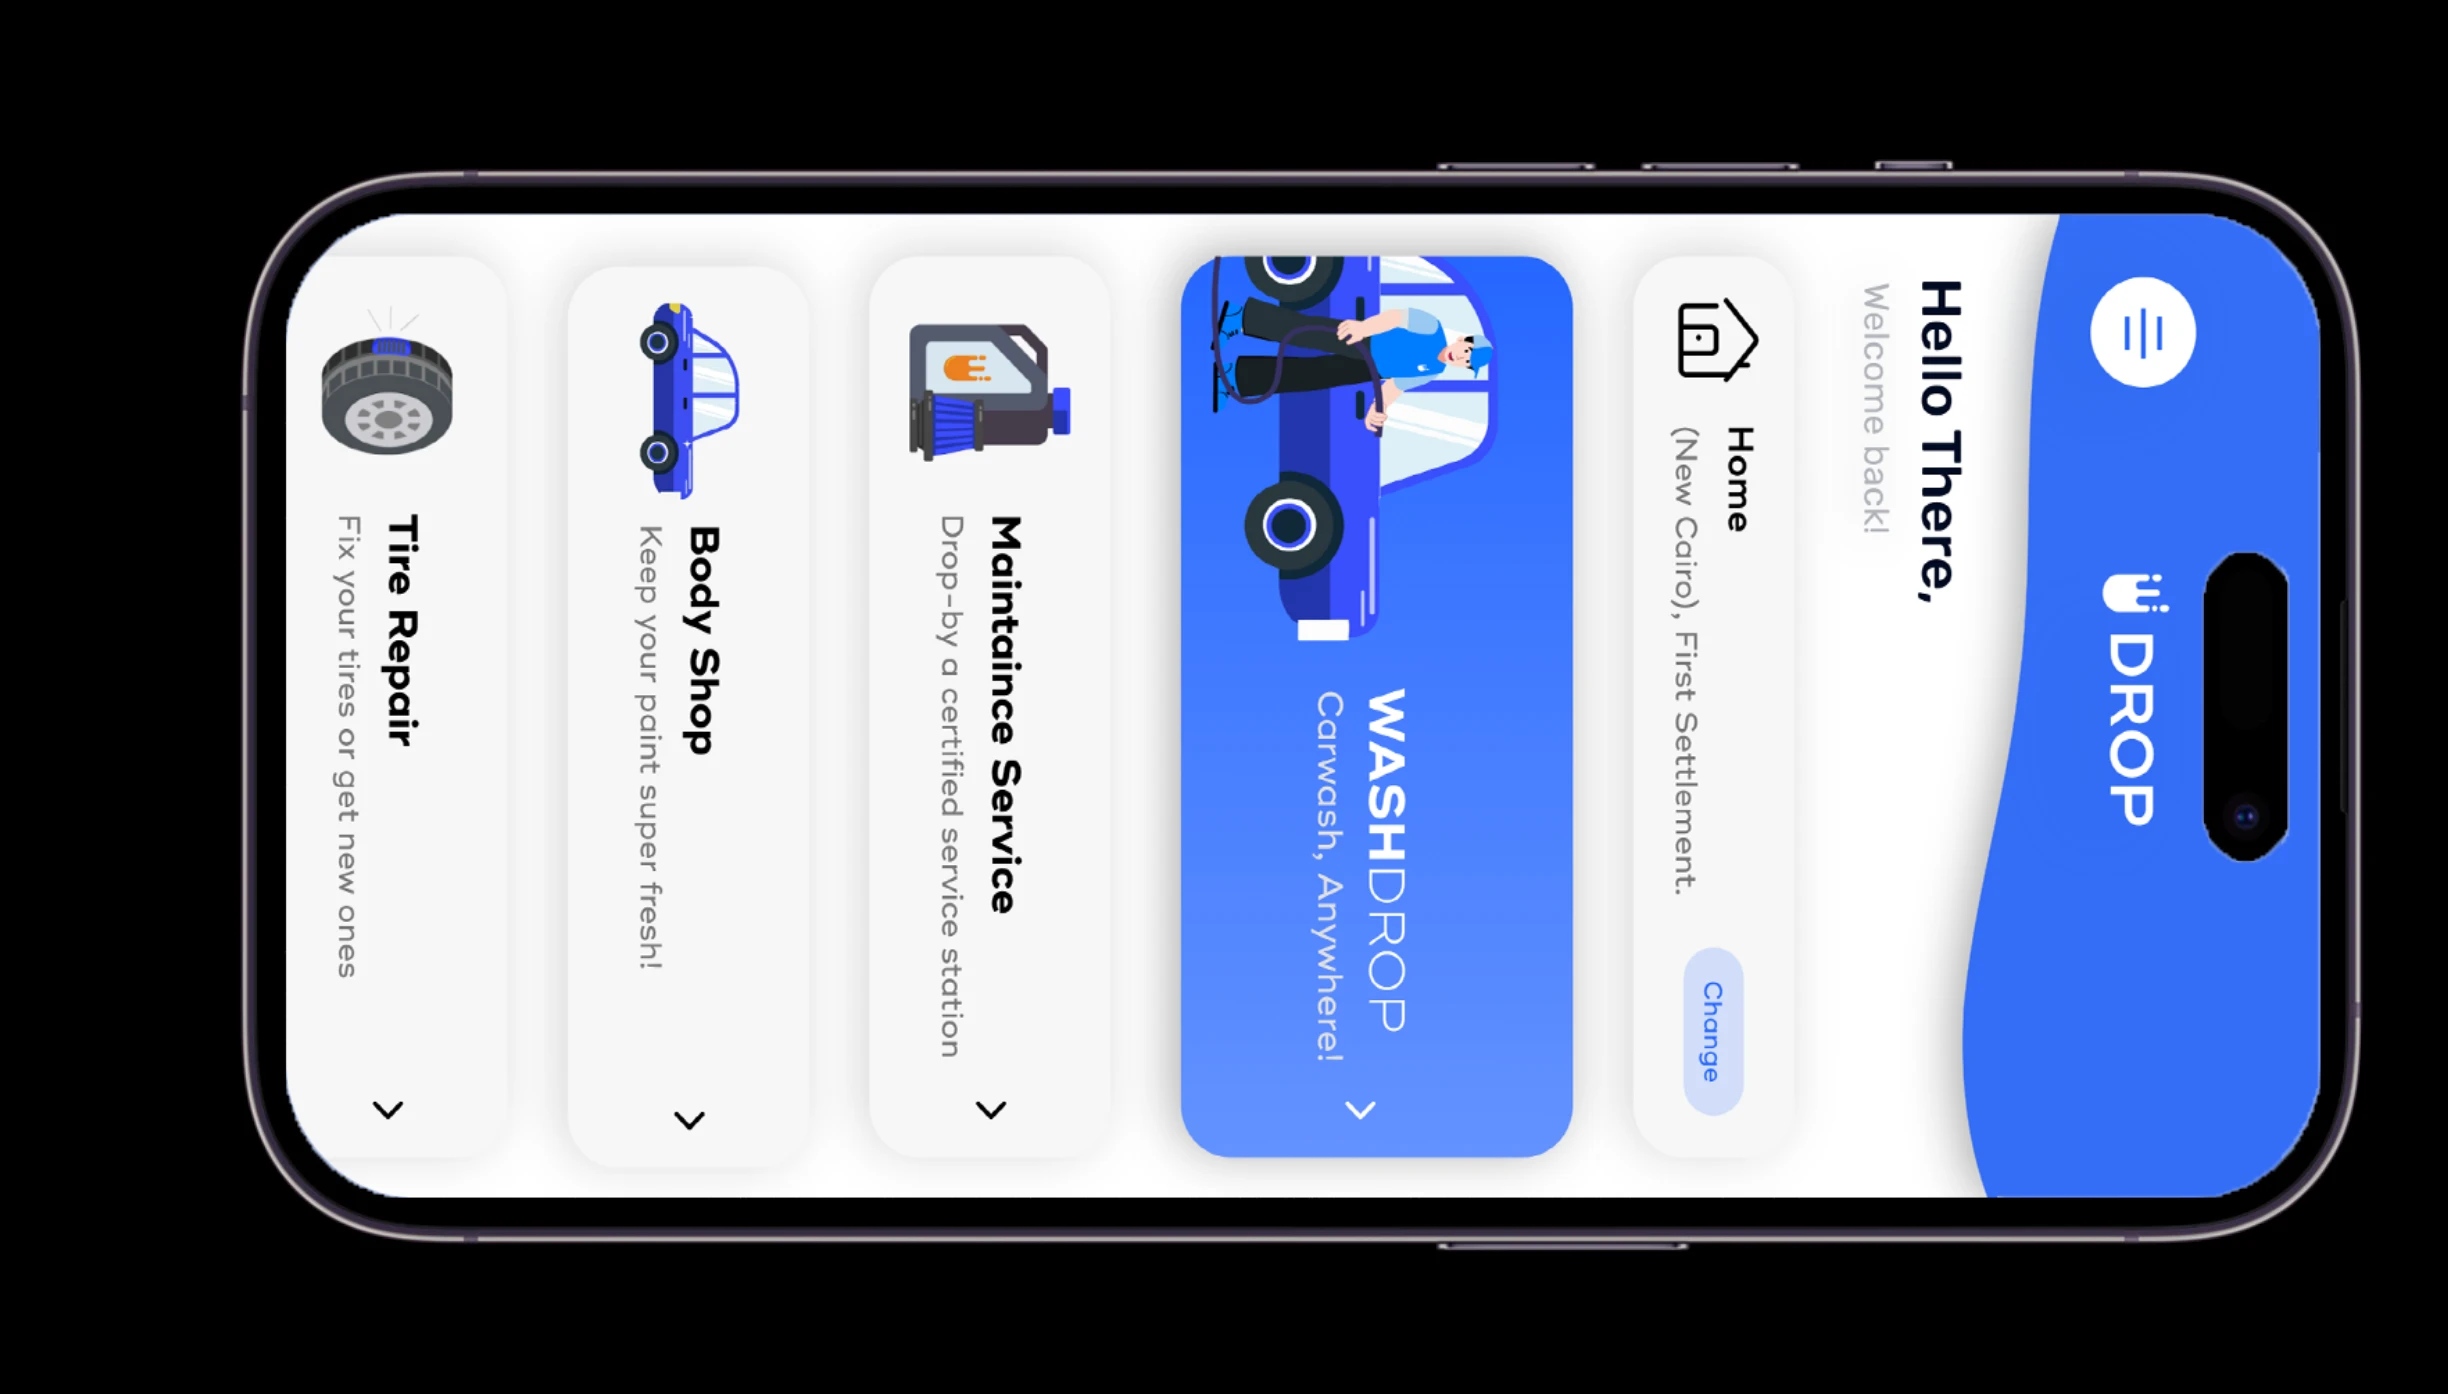 DROP
Hello There,
Welcome back!
Home
(New Cairo), First Settlement.
Change
WASHDROP
Carwash, Anywhere!
Maintaince Service
Drop-by a certified service station
Body Shop
Keep your paint super fresh!
Tire Repair
Fix your tires or get new ones